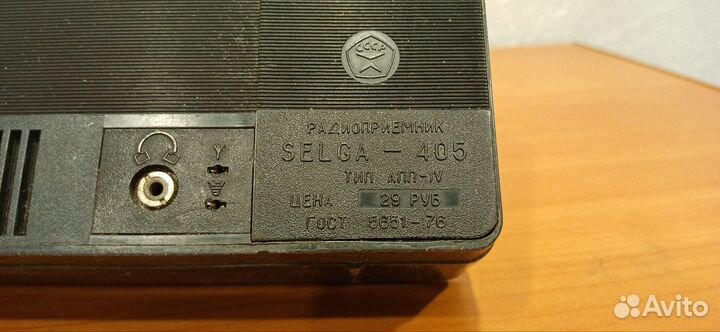 СССР
РАДИОПРИЕМНИК
SELGA - 405
ТИП АПП-IV
ЦЕНА 29 РУБ
ГОСТ 5651-76
Avito